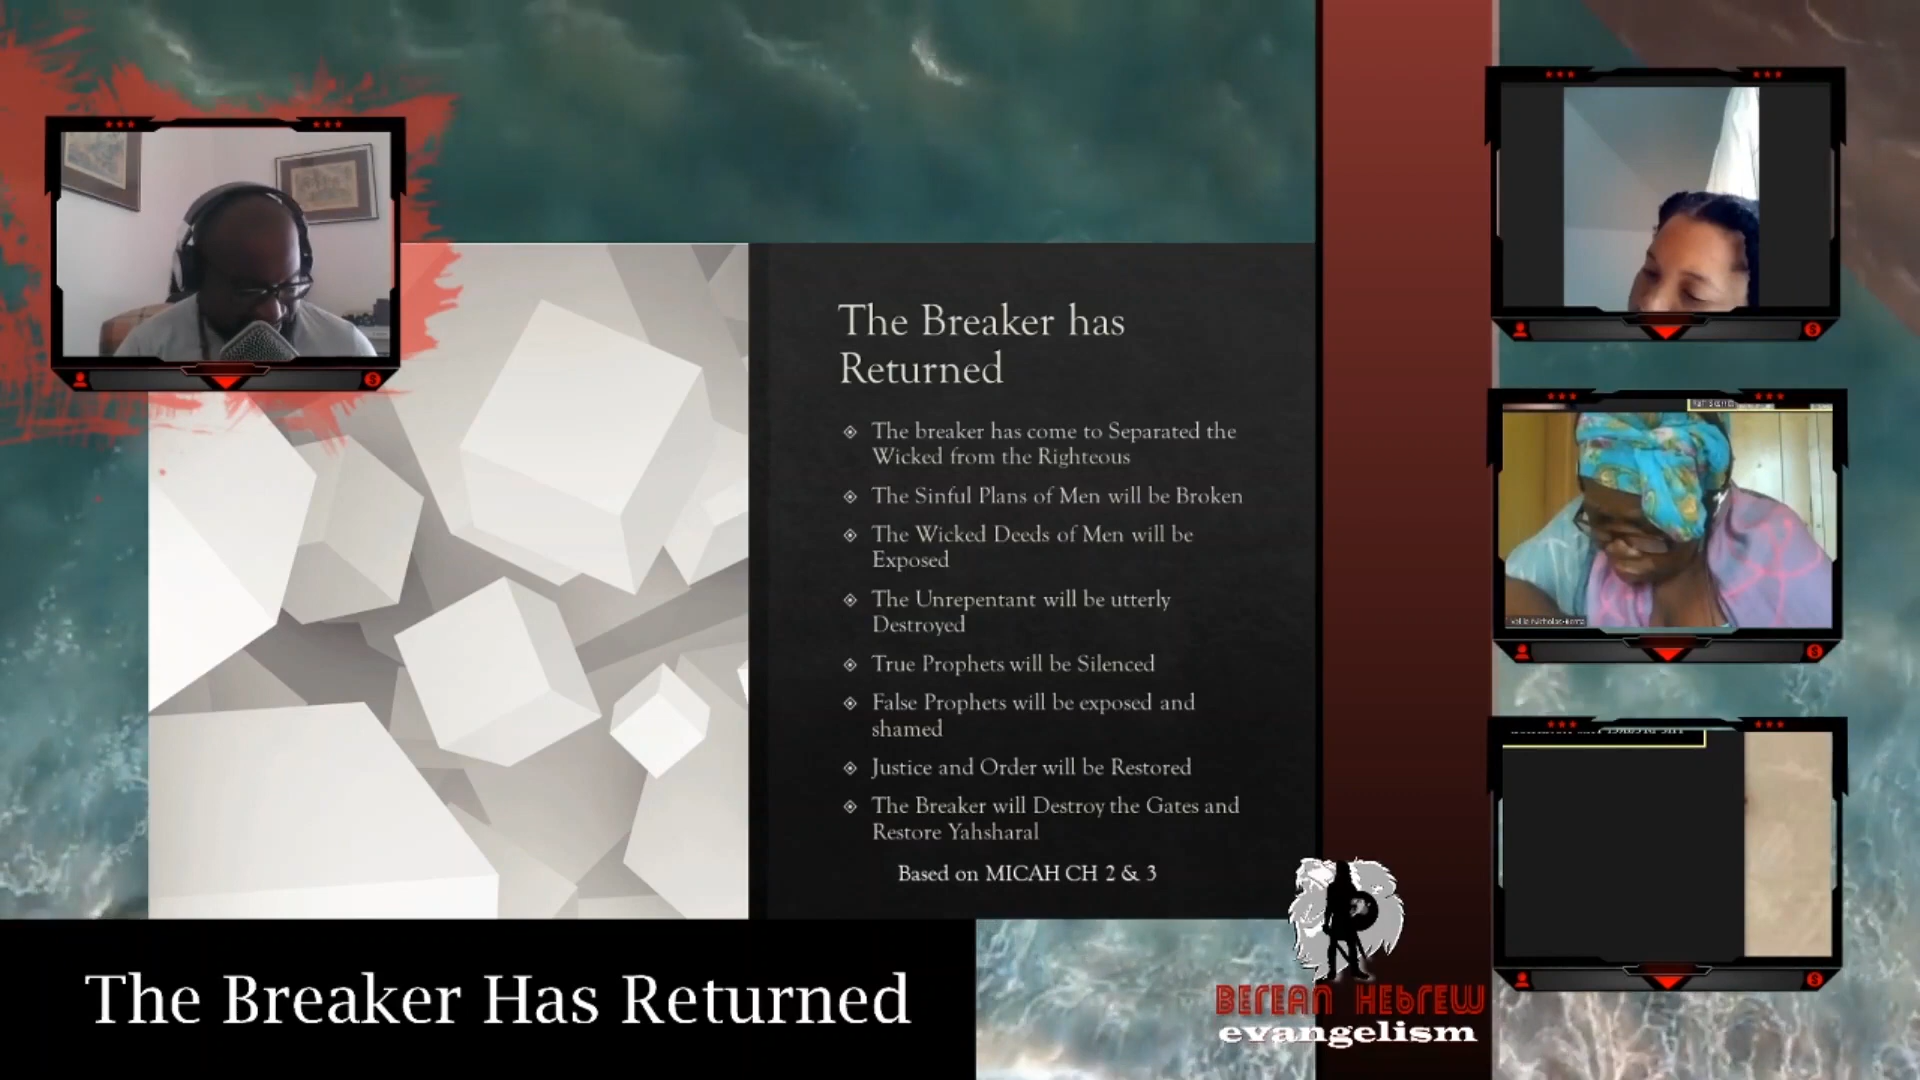 The Breaker has
Returned
The breaker has come to Separated the
Wicked from the Righteous
The Sinful Plans of Men will be Broken
The Wicked Deeds of Men will be
Exposed
The Unrepentant will be utterly
Destroyed
True Prophets will be Silenced
False Prophets will be exposed and
shamed
Justice and Order will be Restored
The Breaker will Destroy the Gates and
Restore Yahsharal
Based on MICAH CH 2 & 3
The Breaker Has Returned
BEREAN HEBREW
evangelism